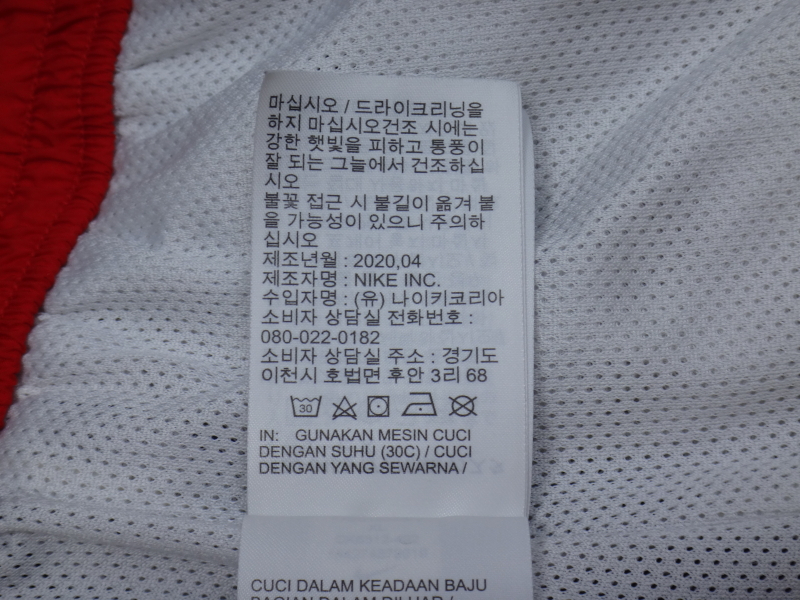 마십시오 / 드라이크리닝을
하지 마십시오건조 시에는
강한 햇빛을 피하고 통풍이
잘 되는 그늘에서 건조하십
시오
불꽃 접근 시 불길이 옮겨 붙
을 가능성이 있으니 주의하
십시오
제조년월 : 2020,04
제조자명 : NIKE INC.
수입자명 : (유) 나이키코리아
소비자 상담실 전화번호 :
080-022-0182
소비자 상담실 주소 : 경기도
이천시 호법면 후안 3리 68
30
IN: GUNAKAN MESIN CUCI
DENGAN SUHU (30C) / CUCI
DENGAN YANG SEWARNA /
CUCI DALAM KEADAAN BAJU
BAGIAN DALAM DILUAR /